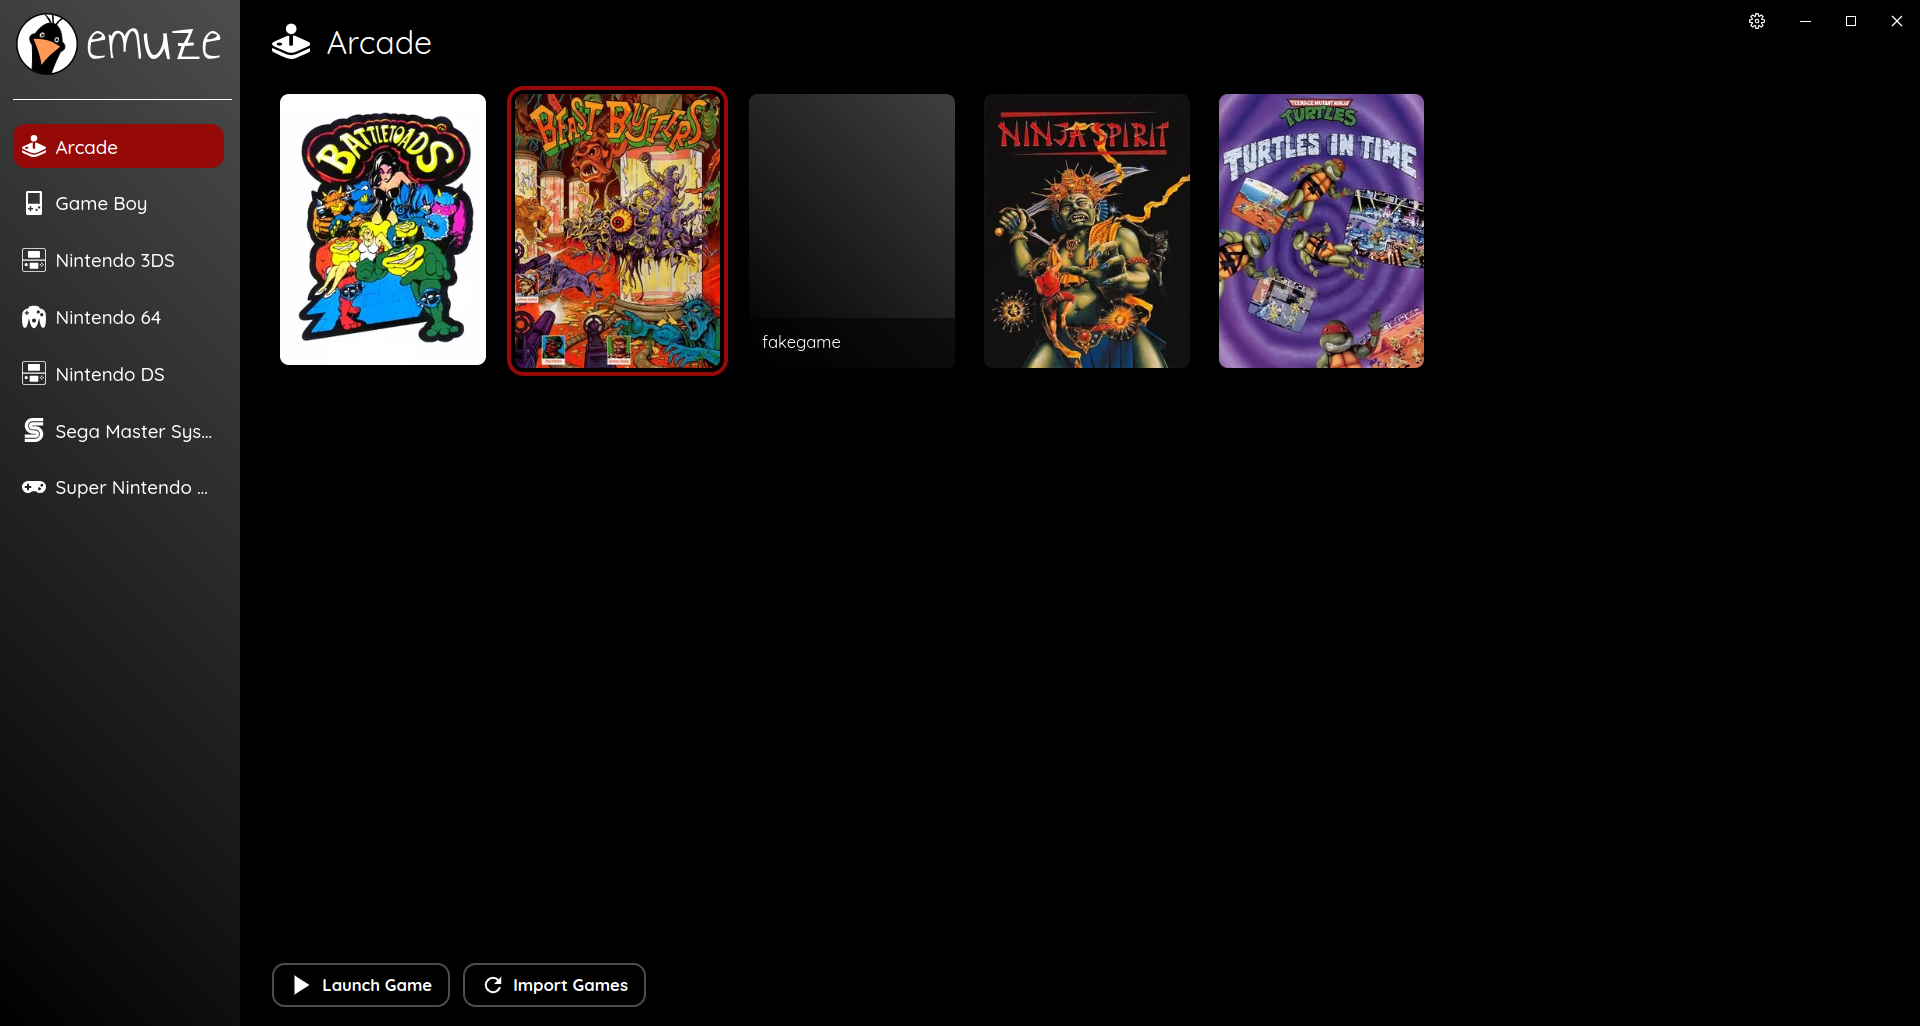 emuze
Arcade
Game Boy
Nintendo 3DS
Nintendo 64
Nintendo DS
Sega Master Sys...
Super Nintendo ...
Arcade
BATTLETOADS
BEAST BUSTERS
fakegame
NINJA SPIRIT
TEENAGE MUTANT NINJA
TURTLES
TURTLES IN TIME
Launch Game
Import Games